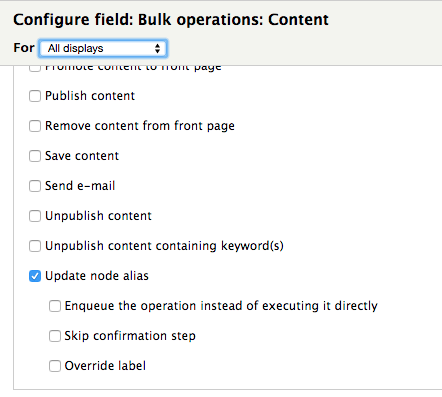 Configure field: Bulk operations: Content
For All displays
Promote content to front page
Publish content
Remove content from front page
Save content
Send e-mail
Unpublish content
Unpublish content containing keyword(s)
Update node alias
Enqueue the operation instead of executing it directly
Skip confirmation step
Override label